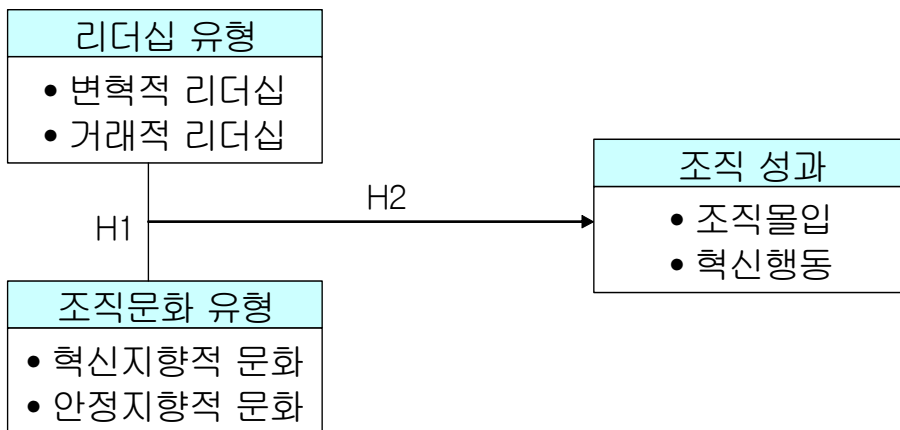 리더십 유형
• 변혁적 리더십
• 거래적 리더십
H1
H2
조직 성과
• 조직몰입
• 혁신행동
조직문화 유형
• 혁신지향적 문화
• 안정지향적 문화